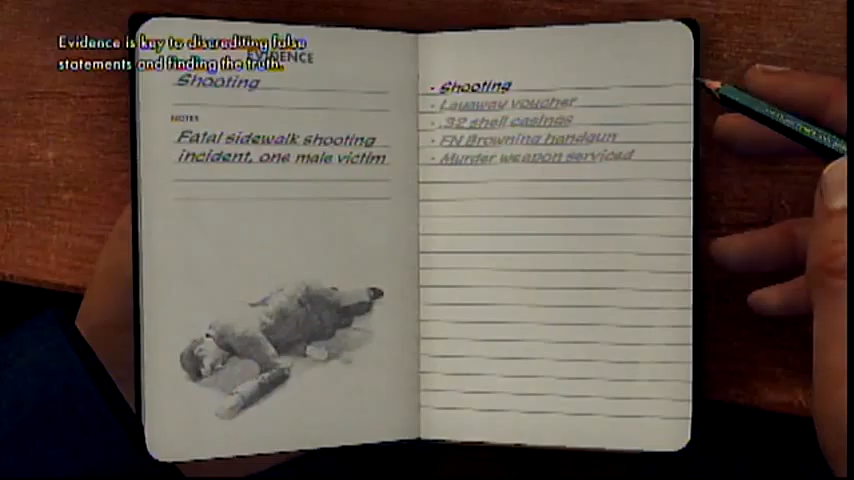 Evidence is key to discrediting false
statements and finding the truth.
EVIDENCE
Shooting
NOTES
Fatal sidewalk shooting
incident, one male victim
- Shooting
- Layaway voucher
- .32 shell casings
- FN Browning handgun
- Murder weapon serviced